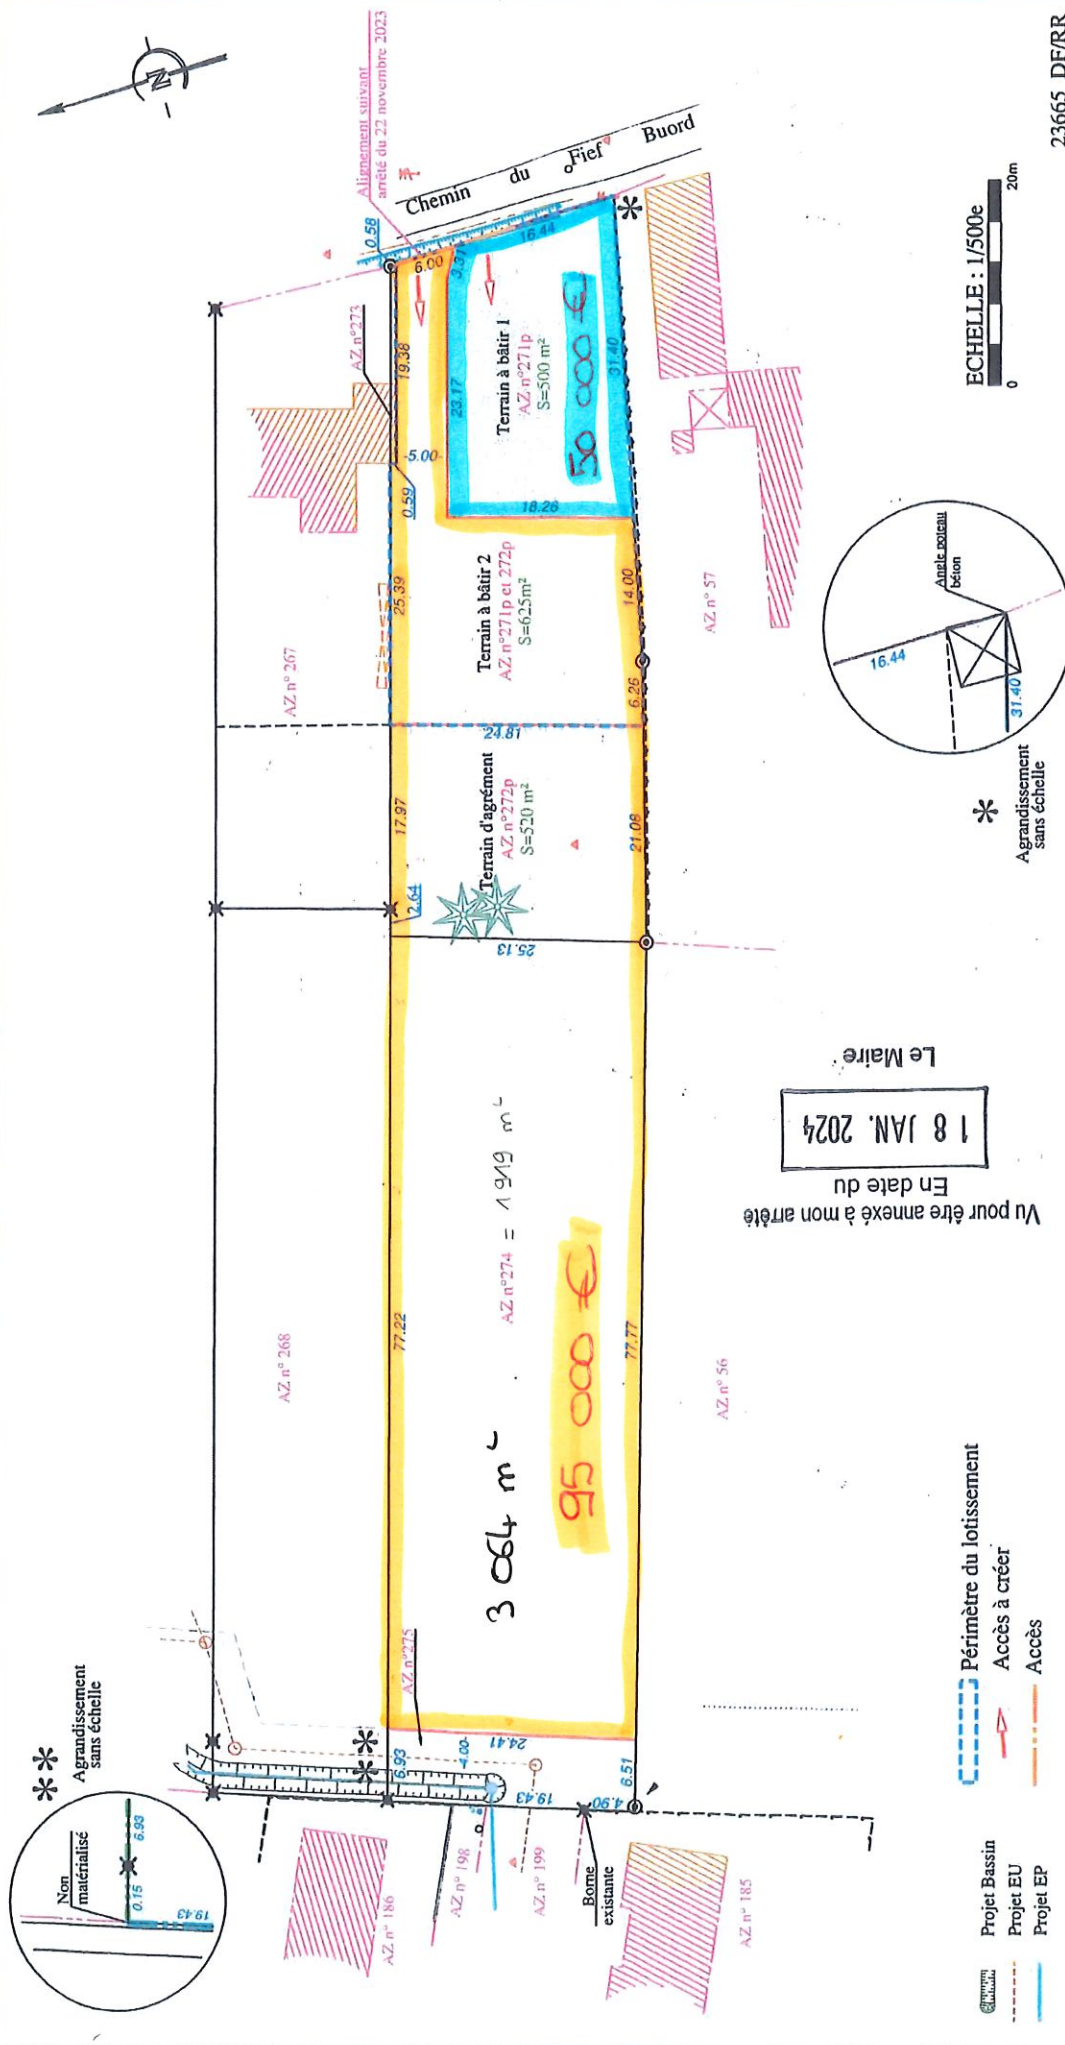 N
Alignement suivant
arrêté du 22 novembre 2023
Chemin du Fief Buord
0.58
6.00
3.31
16.44
AZ n°273
19.38
5.00
0.59
23.17
Terrain à bâtir 1
AZ n°271p
S=500 m²
50 000 €
31.40
18.26
25.39
Terrain à bâtir 2
AZ n°271p et 272p
S=625m²
14.00
6.26
AZ n° 267
AZ n° 57
24.81
17.97
Terrain d'agrément
AZ n°272p
S=520 m²
21.08
2.64
25.13
AZ n° 268
77.22
AZ n°274 = 1919 m²
3 064 m²
95 000 €
77.77
AZ n° 56
AZ n°275
24.41
6.93
4.00
19.43
6.51
4.90
AZ n° 186
AZ n° 198
AZ n° 199
Borne
existante
AZ n° 185
**
Agrandissement
sans échelle
Non
matérialisé
0.15
6.93
19.43
ECHELLE : 1/500e
0
20m
23665 DF/RR
Angle poteau
béton
16.44
31.40
*
Agrandissement
sans échelle
Vu pour être annexé à mon arrêté
En date du
18 JAN. 2024
Le Maire
Projet Bassin
Projet EU
Projet EP
Périmètre du lotissement
Accès à créer
Accès